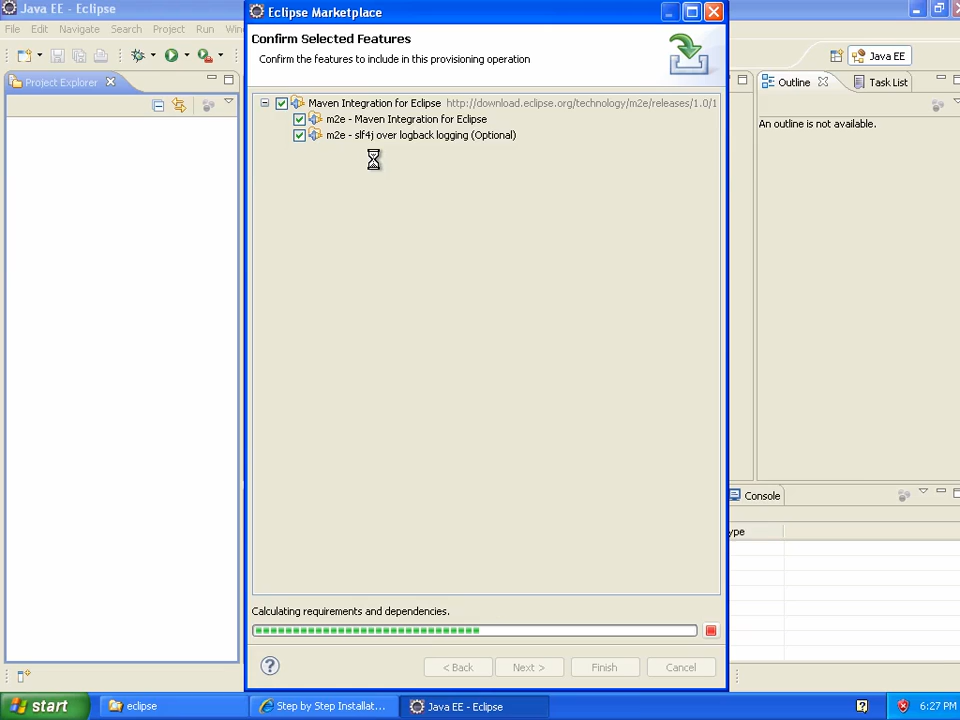 Java EE - Eclipse
File Edit Navigate Search Project Run
Project Explorer
Eclipse Marketplace
Confirm Selected Features
Confirm the features to include in this provisioning operation
Maven Integration for Eclipse http://download.eclipse.org/technology/m2e/releases/1.0/1
m2e - Maven Integration for Eclipse
m2e - slf4j over logback logging (Optional)
Calculating requirements and dependencies.
< Back Next > Finish Cancel
Java EE
Outline Task List
An outline is not available.
Console
start eclipse Step by Step Installat... Java EE - Eclipse 6:27 PM